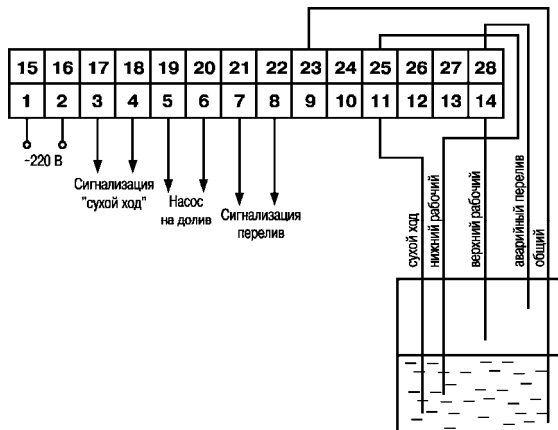 15 16 17 18 19 20 21 22 23 24 25 26 27 28
1 2 3 4 5 6 7 8 9 10 11 12 13 14
~220 В
Сигнализация
"сухой ход"
Насос
на долив
Сигнализация
перелив
сухой ход
нижний рабочий
верхний рабочий
аварийный перелив
общий